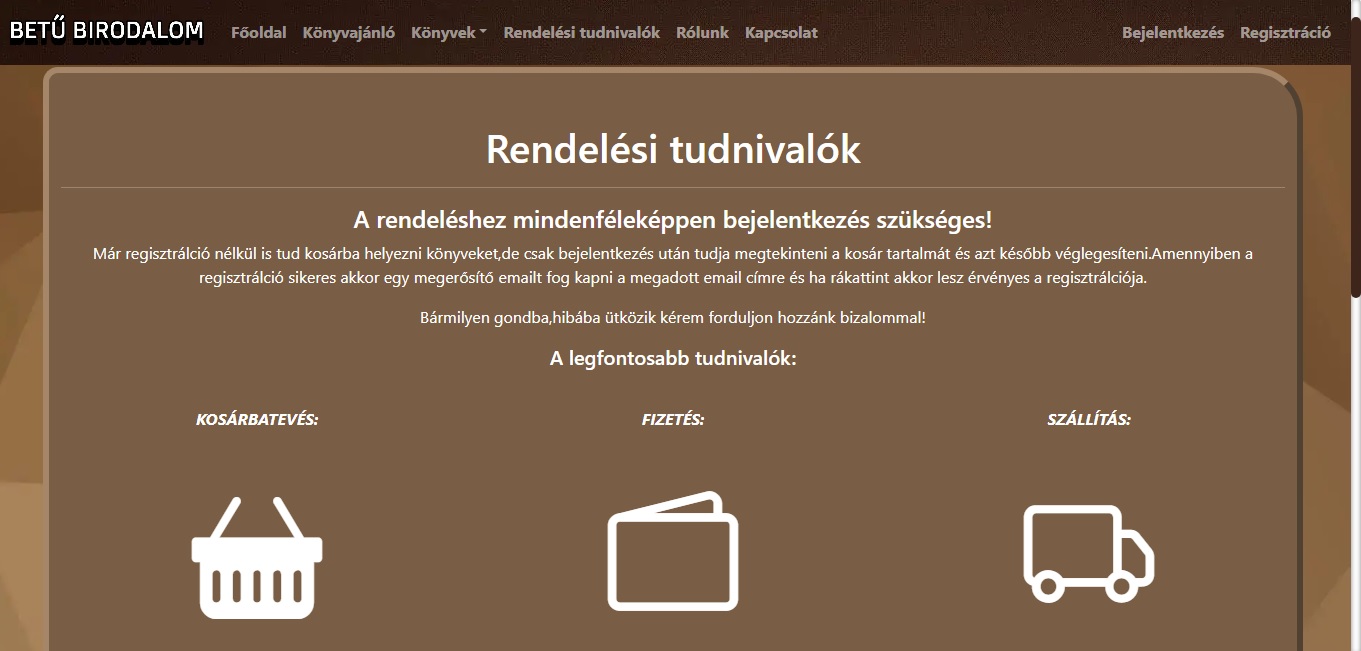 BETŰ BIRODALOM Főoldal Könyvajánló Könyvek Rendelési tudnivalók Rólunk Kapcsolat Bejelentkezés Regisztráció
Rendelési tudnivalók
A rendeléshez mindenféleképpen bejelentkezés szükséges!
Már regisztráció nélkül is tud kosárba helyezni könyveket,de csak bejelentkezés után tudja megtekinteni a kosár tartalmát és azt később véglegesíteni.Amennyiben a
regisztráció sikeres akkor egy megerősítő emailt fog kapni a megadott email címre és ha rákattint akkor lesz érvényes a regisztrálciója.
Bármilyen gondba,hibába ütközik kérem forduljon hozzánk bizalommal!
A legfontosabb tudnivalók:
KOSÁRBATEVÉS: FIZETÉS: SZÁLLÍTÁS: